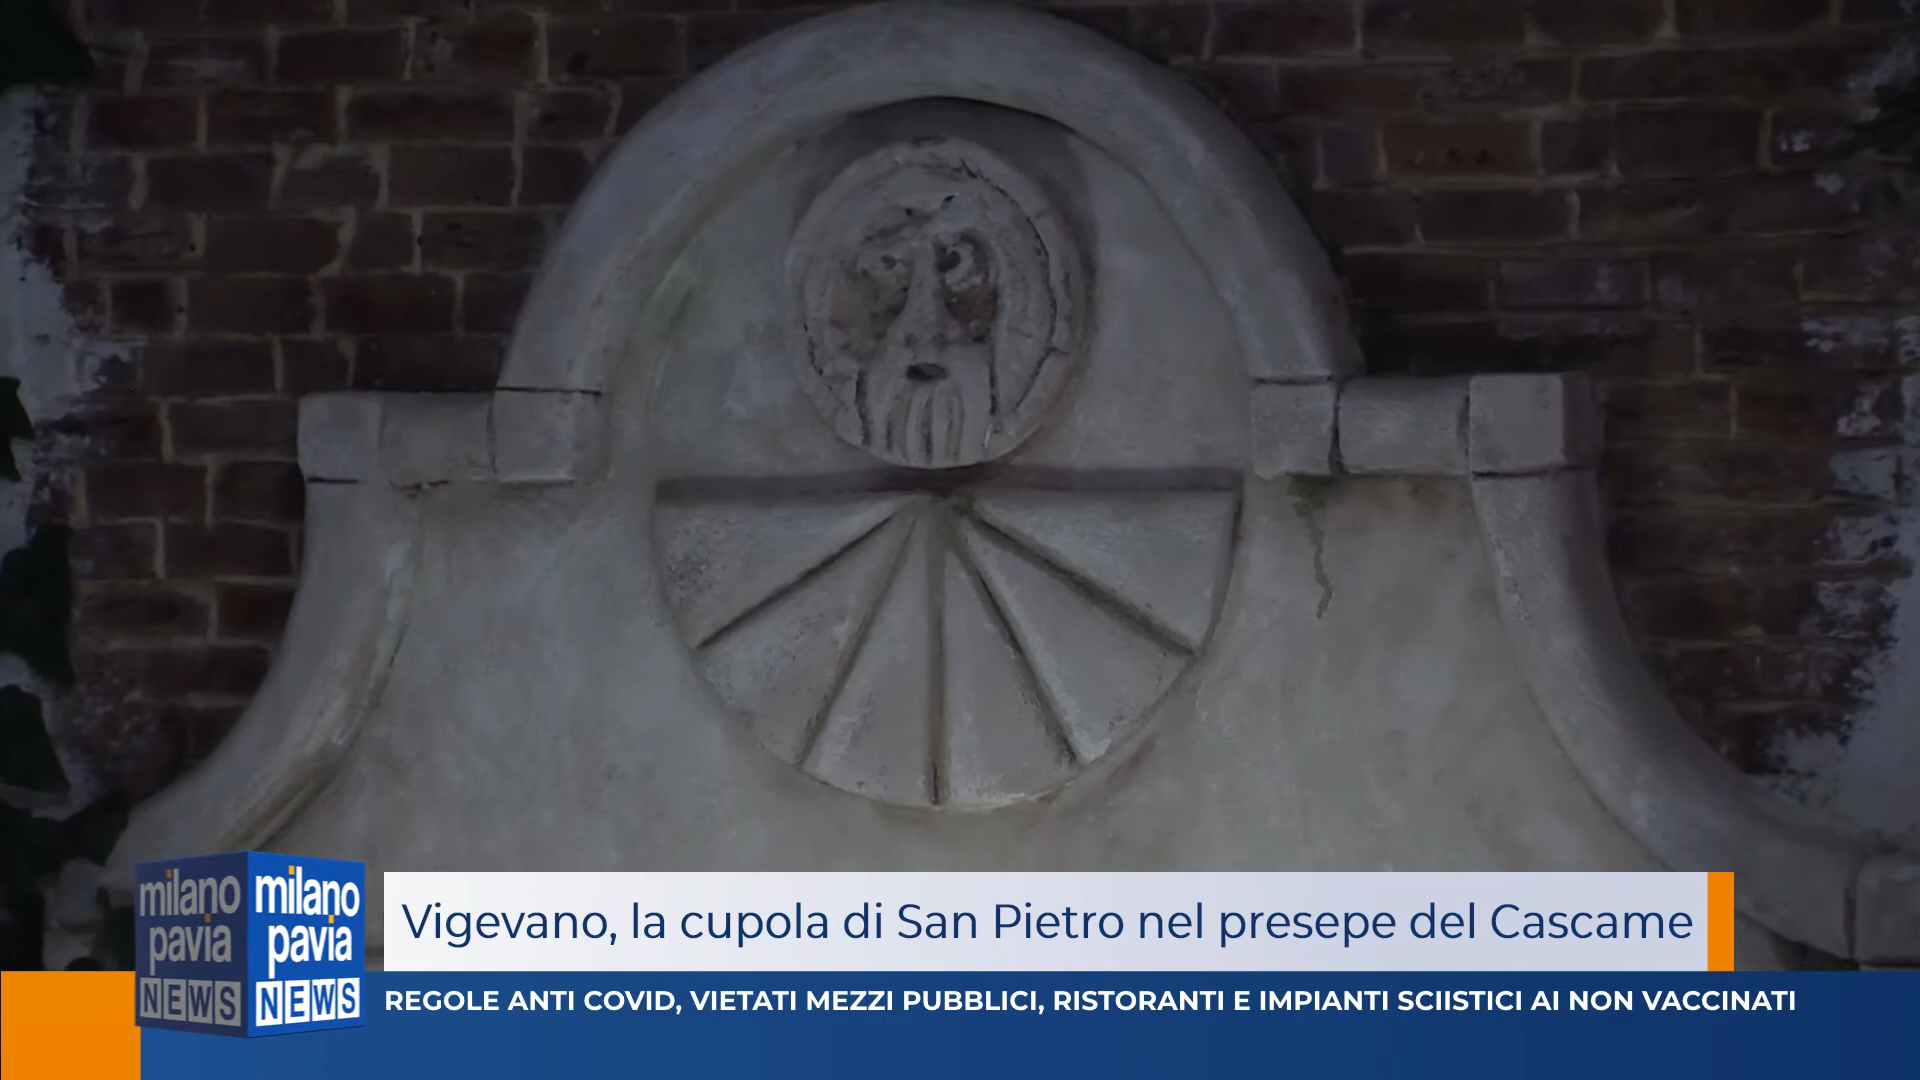 milano
pavia
NEWS
milano
pavia
NEWS
Vigevano, la cupola di San Pietro nel presepe del Cascame
REGOLE ANTI COVID, VIETATI MEZZI PUBBLICI, RISTORANTI E IMPIANTI SCIISTICI AI NON VACCINATI